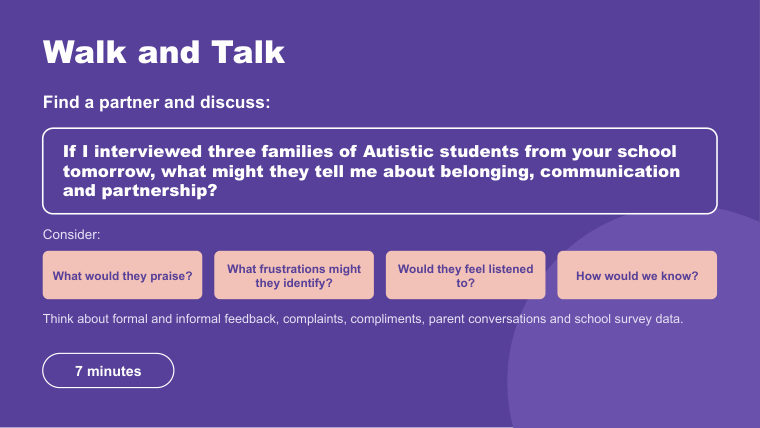 Walk and Talk
Find a partner and discuss:
If I interviewed three families of Autistic students from your school
tomorrow, what might they tell me about belonging, communication
and partnership?
Consider:
What would they praise?
What frustrations might
they identify?
Would they feel listened
to?
How would we know?
Think about formal and informal feedback, complaints, compliments, parent conversations and school survey data.
7 minutes